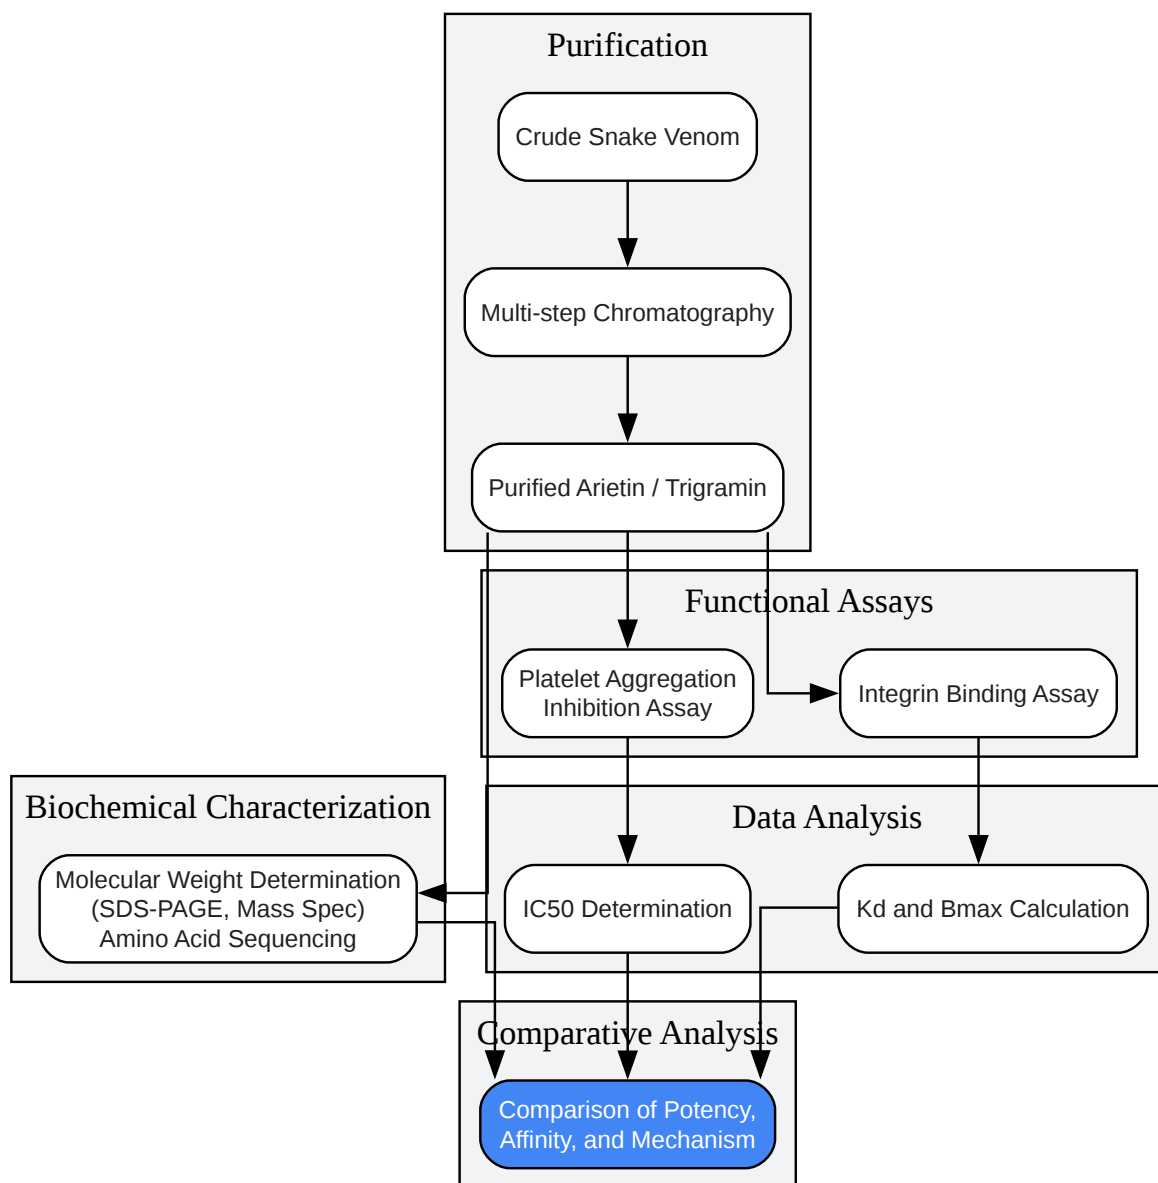 Purification
Crude Snake Venom
Multi-step Chromatography
Purified Arietin / Trigramin
Functional Assays
Platelet Aggregation
Inhibition Assay
Integrin Binding Assay
Biochemical Characterization
Molecular Weight Determination
(SDS-PAGE, Mass Spec)
Amino Acid Sequencing
Data Analysis
IC50 Determination
Kd and Bmax Calculation
Comparative Analysis
Comparison of Potency,
Affinity, and Mechanism